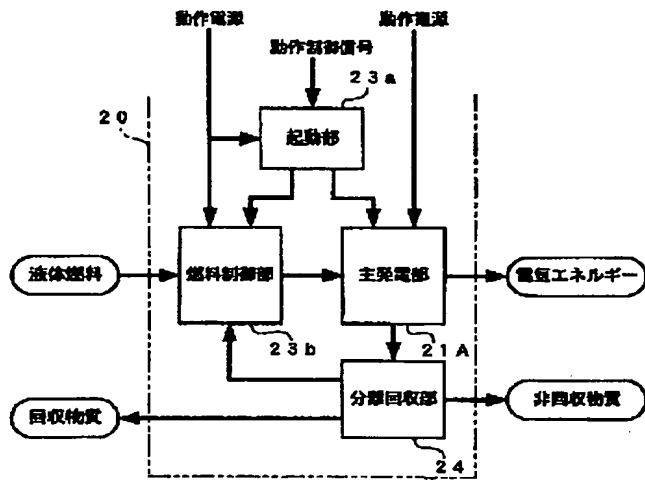 動作電源
動作電源
動作制御信号
23a
20
起動部
液体燃料
燃料制御部
主発電部
電気エネルギー
23b
21A
回収物質
分離回収部
非回収物質
24